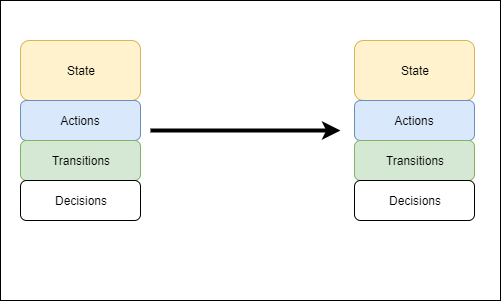 State
Actions
Transitions
Decisions
State
Actions
Transitions
Decisions